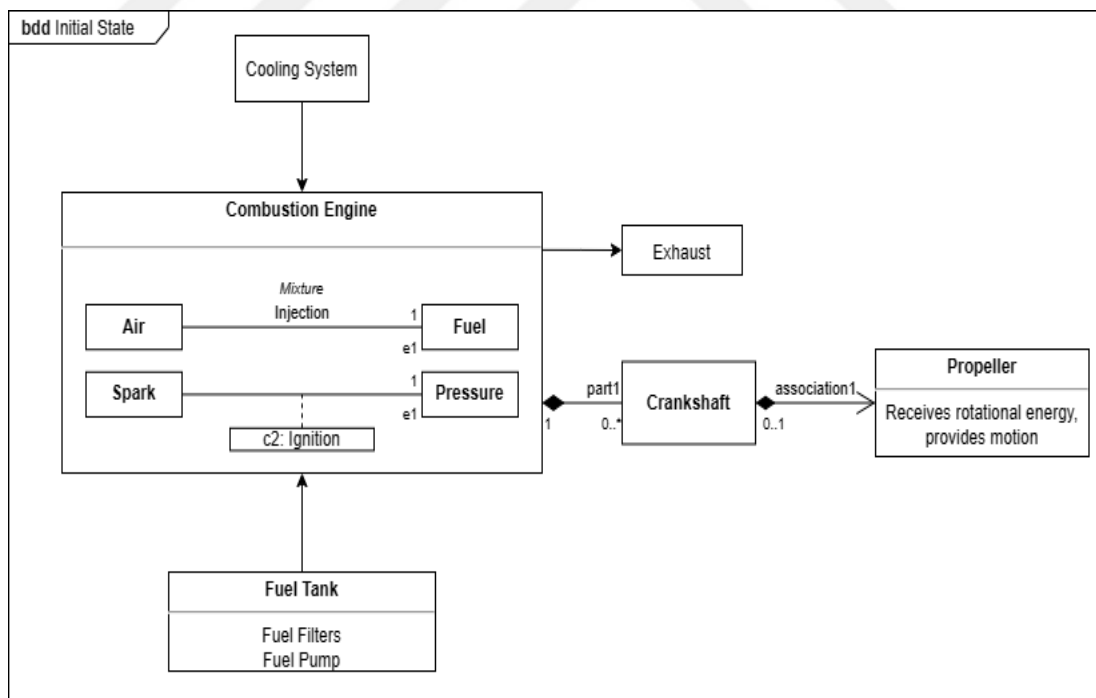 bdd Initial State
Cooling System
Combustion Engine
Exhaust
Mixture
Injection
Air
1
Fuel
e1
Spark
1
Pressure
e1
c2: Ignition
part1
1
0..*
Crankshaft
association1
0..1
Propeller
Receives rotational energy,
provides motion
Fuel Tank
Fuel Filters
Fuel Pump